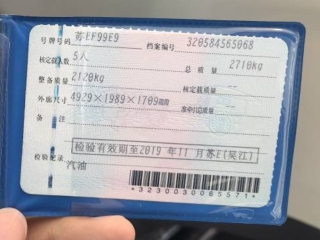 号牌号码 苏EF99E9 档案编号 320584565068
核定载人数 5人 总质量 2710kg
整备质量 2120kg 核定载质量 --
外廓尺寸 4929×1989×1709mm 准牵引总质量 --
备注
检验有效期至2019年11月苏E(吴江)
检验记录
汽油
*3230030085571*